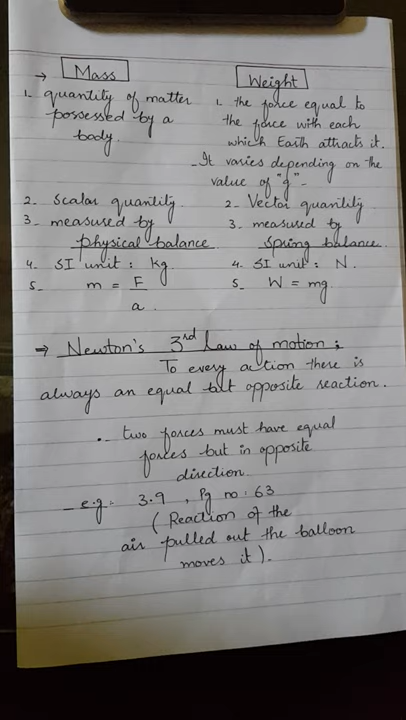 → Mass
1. quantity of matter
possessed by a
body.
2. Scalar quantity
3. measured by
physical balance
4. SI unit : kg
5. m = F
a.
Weight
1. the force equal to
the force with each
which Earth attracts it.
- It varies depending on the
value of "g".
2. Vector quantity
3. measured by
spring balance.
4. SI unit : N.
5. W = mg.
→ Newton's 3rd Law of motion :
To every action there is
always an equal but opposite reaction.
∴ two forces must have equal
forces but in opposite
direction.
- e.g. : 3.9 , Pg no. 63
( Reaction of the
air pulled out the balloon
moves it ).